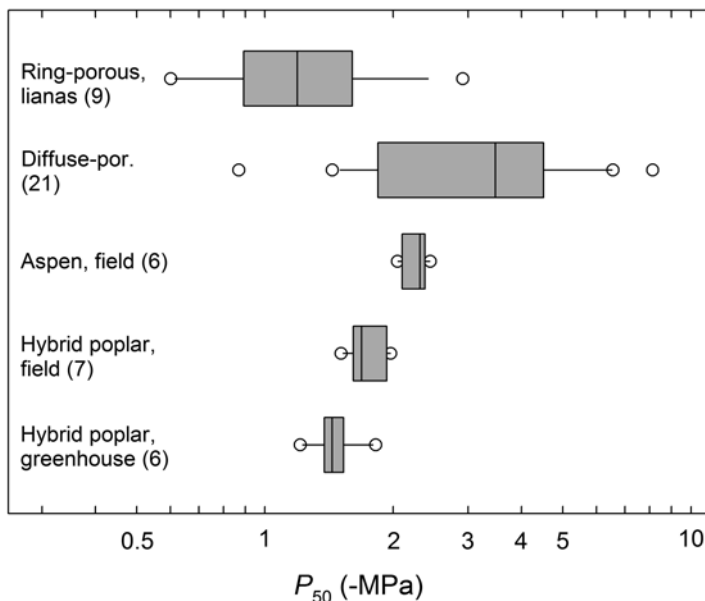 Ring-porous,
lianas (9)
Diffuse-por.
(21)
Aspen, field (6)
Hybrid poplar,
field (7)
Hybrid poplar,
greenhouse (6)
0.5 1 2 3 4 5 10
P50 (-MPa)